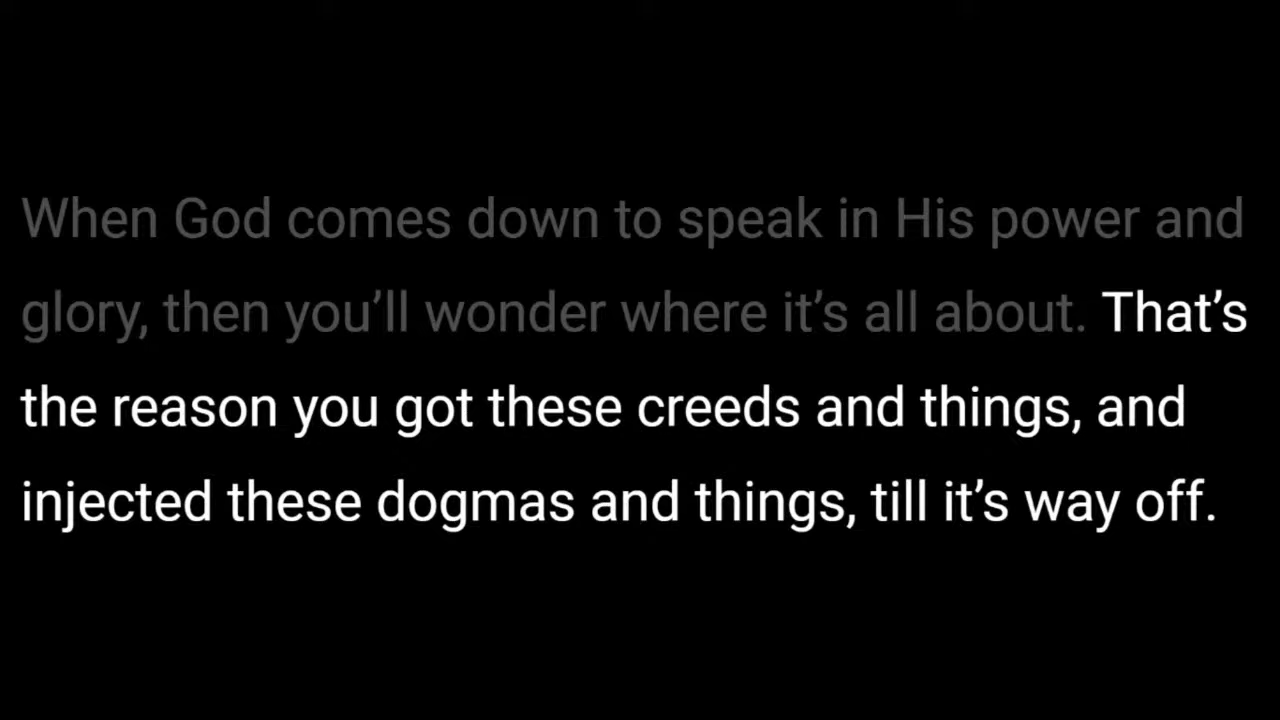 When God comes down to speak in His power and
glory, then you’ll wonder where it’s all about. That’s
the reason you got these creeds and things, and
injected these dogmas and things, till it’s way off.